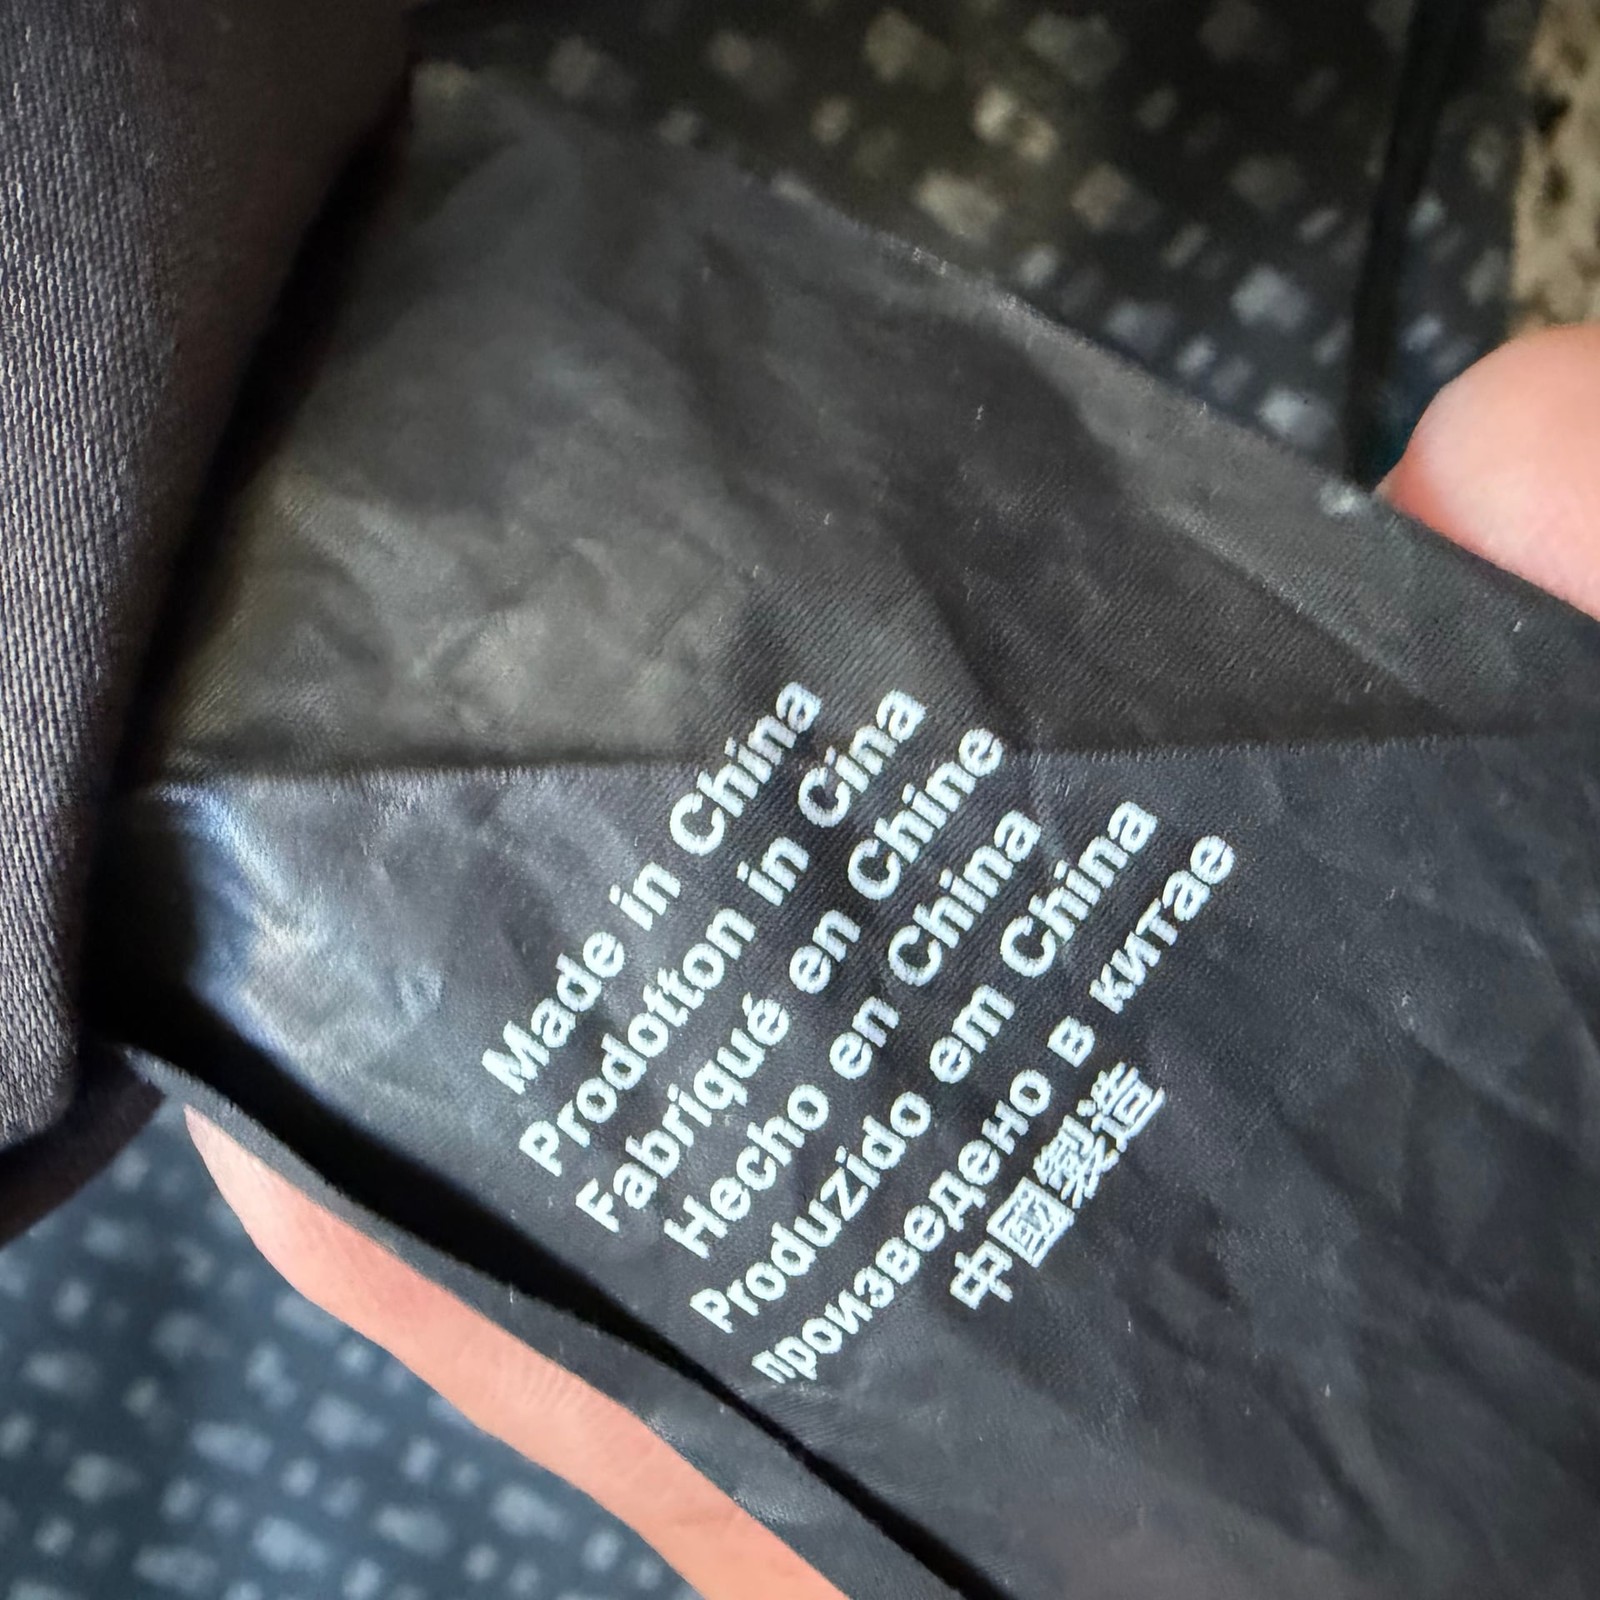 Made in China
Prodotton in Cina
Fabriqué en Chine
Hecho en China
Produzido em China
произведено в китае
中國製造